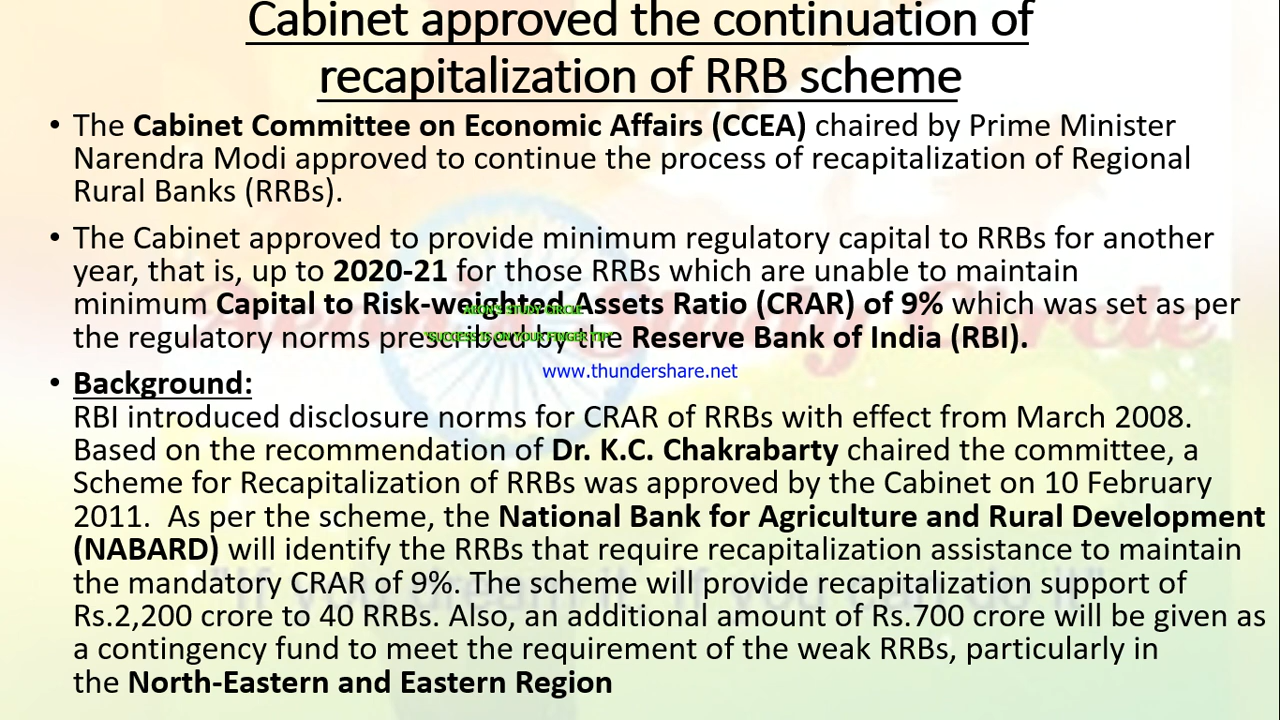 Cabinet approved the continuation of
recapitalization of RRB scheme
• The Cabinet Committee on Economic Affairs (CCEA) chaired by Prime Minister
Narendra Modi approved to continue the process of recapitalization of Regional
Rural Banks (RRBs).
• The Cabinet approved to provide minimum regulatory capital to RRBs for another
year, that is, up to 2020-21 for those RRBs which are unable to maintain
minimum Capital to Risk-weighted Assets Ratio (CRAR) of 9% which was set as per
the regulatory norms prescribed by the Reserve Bank of India (RBI).
STUDY CIRCLE
"SUCCESS IS ON YOUR FINGER TIP"
www.thundershare.net
• Background:
RBI introduced disclosure norms for CRAR of RRBs with effect from March 2008.
Based on the recommendation of Dr. K.C. Chakrabarty chaired the committee, a
Scheme for Recapitalization of RRBs was approved by the Cabinet on 10 February
2011.  As per the scheme, the National Bank for Agriculture and Rural Development
(NABARD) will identify the RRBs that require recapitalization assistance to maintain
the mandatory CRAR of 9%. The scheme will provide recapitalization support of
Rs.2,200 crore to 40 RRBs. Also, an additional amount of Rs.700 crore will be given as
a contingency fund to meet the requirement of the weak RRBs, particularly in
the North-Eastern and Eastern Region